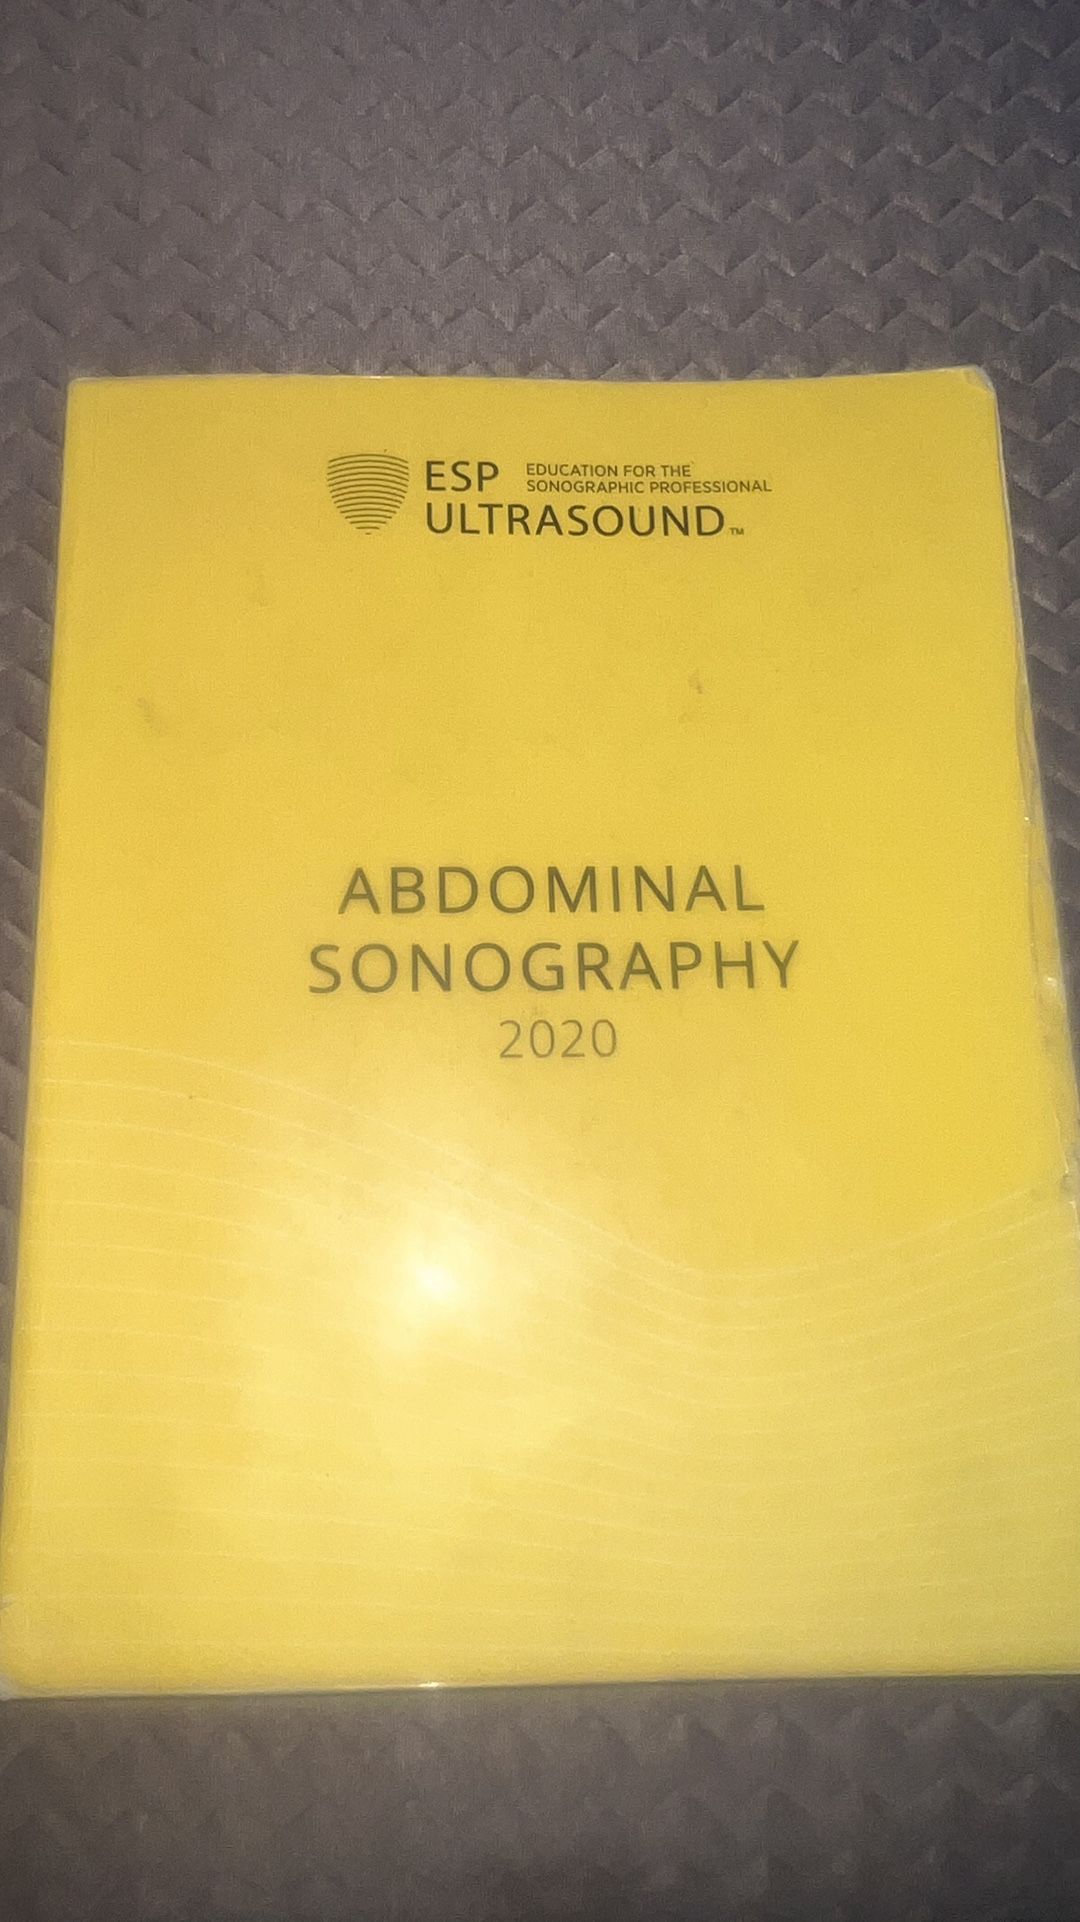 ESP
EDUCATION FOR THE
SONOGRAPHIC PROFESSIONAL
ULTRASOUND™
ABDOMINAL
SONOGRAPHY
2020